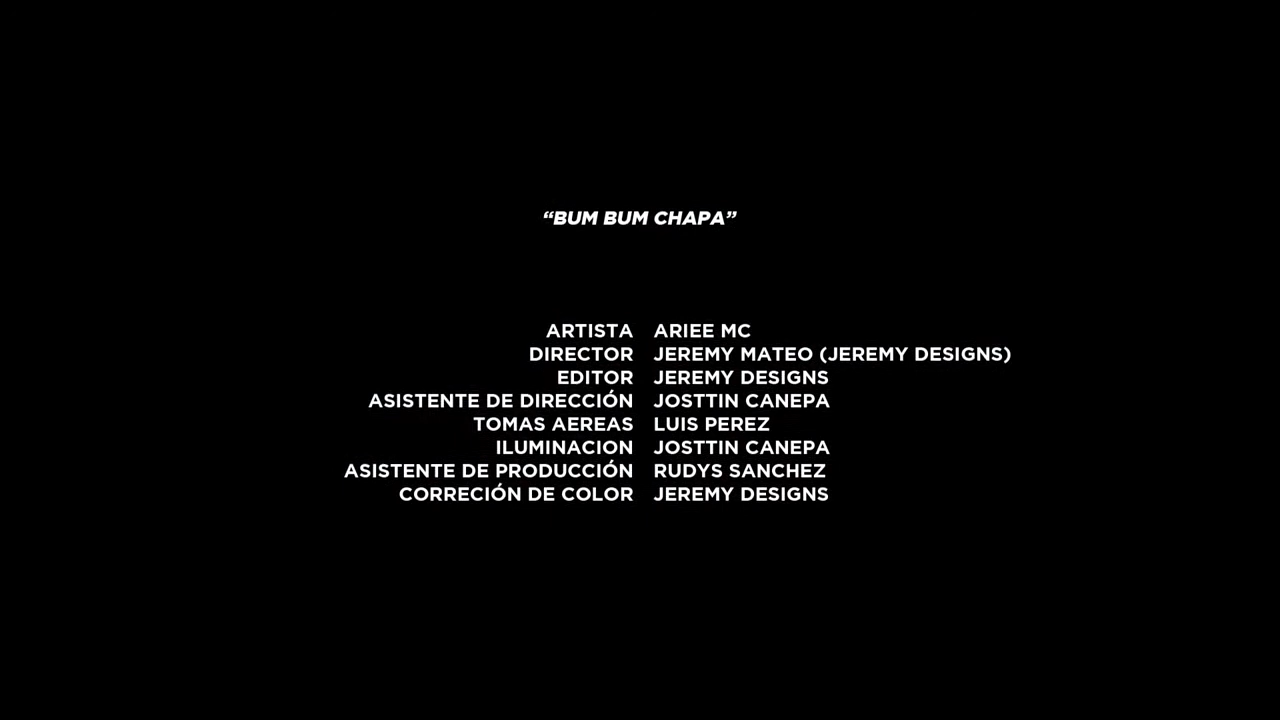 “BUM BUM CHAPA”
ARTISTA ARIEE MC
DIRECTOR JEREMY MATEO (JEREMY DESIGNS)
EDITOR JEREMY DESIGNS
ASISTENTE DE DIRECCIÓN JOSTTIN CANEPA
TOMAS AEREAS LUIS PEREZ
ILUMINACION JOSTTIN CANEPA
ASISTENTE DE PRODUCCIÓN RUDYS SANCHEZ
CORRECIÓN DE COLOR JEREMY DESIGNS